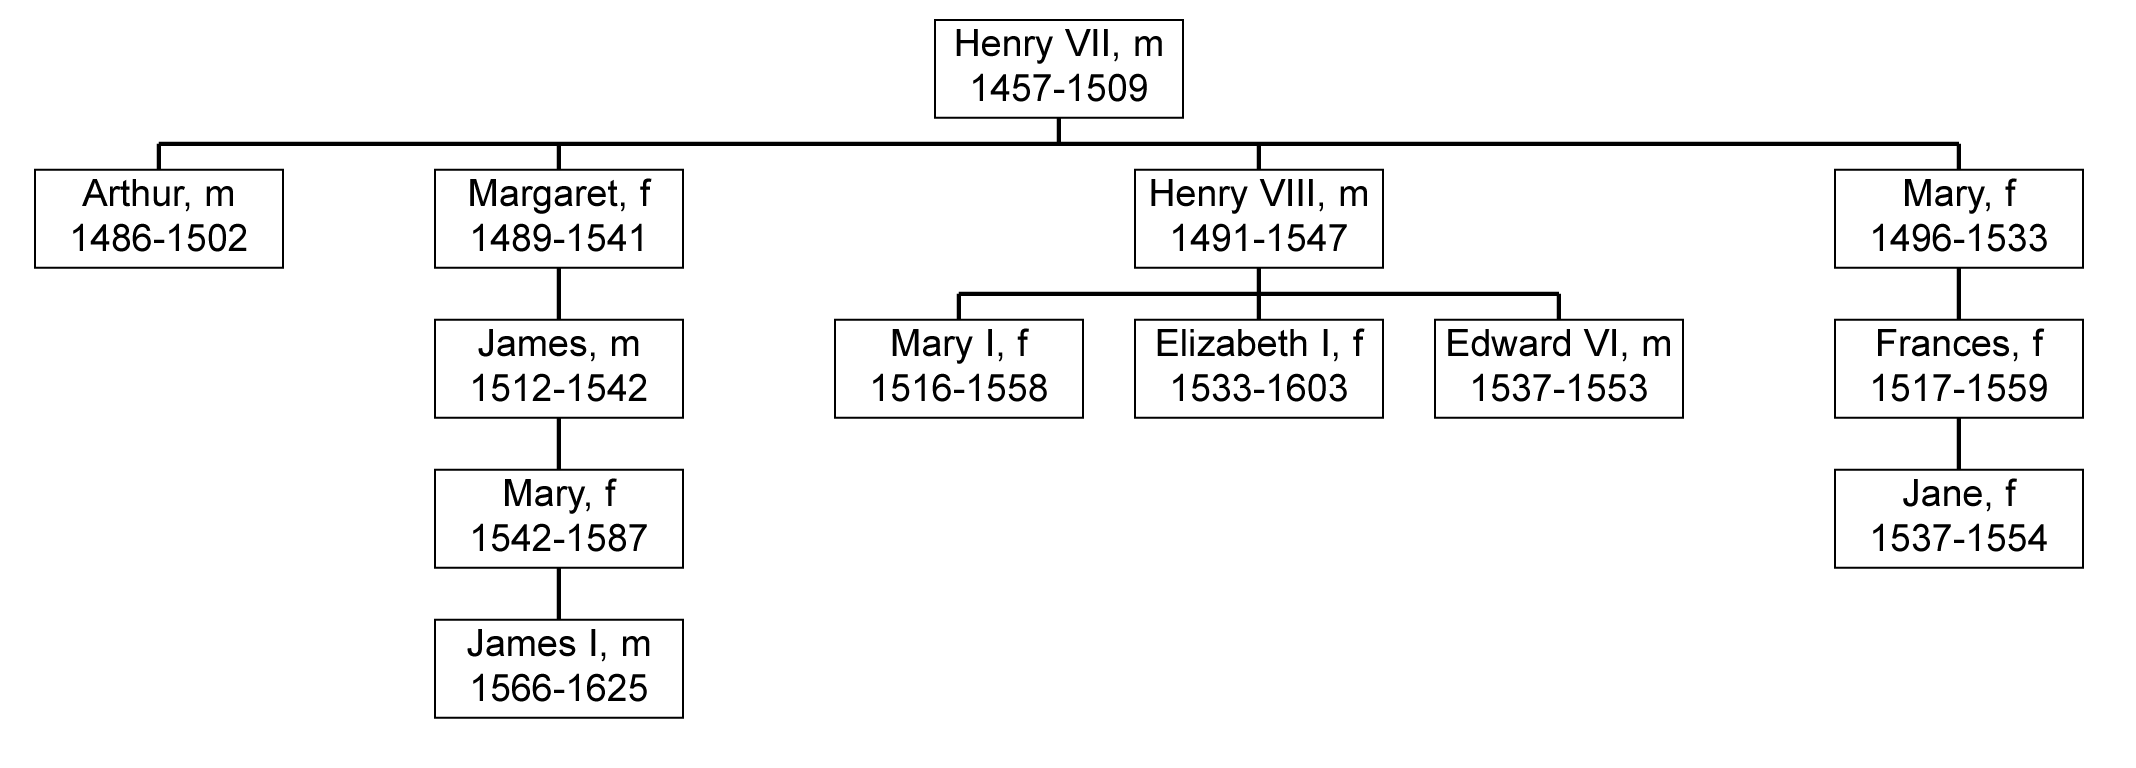 Henry VII, m
1457-1509
Arthur, m
1486-1502
Margaret, f
1489-1541
Henry VIII, m
1491-1547
Mary, f
1496-1533
James, m
1512-1542
Mary I, f
1516-1558
Elizabeth I, f
1533-1603
Edward VI, m
1537-1553
Frances, f
1517-1559
Mary, f
1542-1587
Jane, f
1537-1554
James I, m
1566-1625